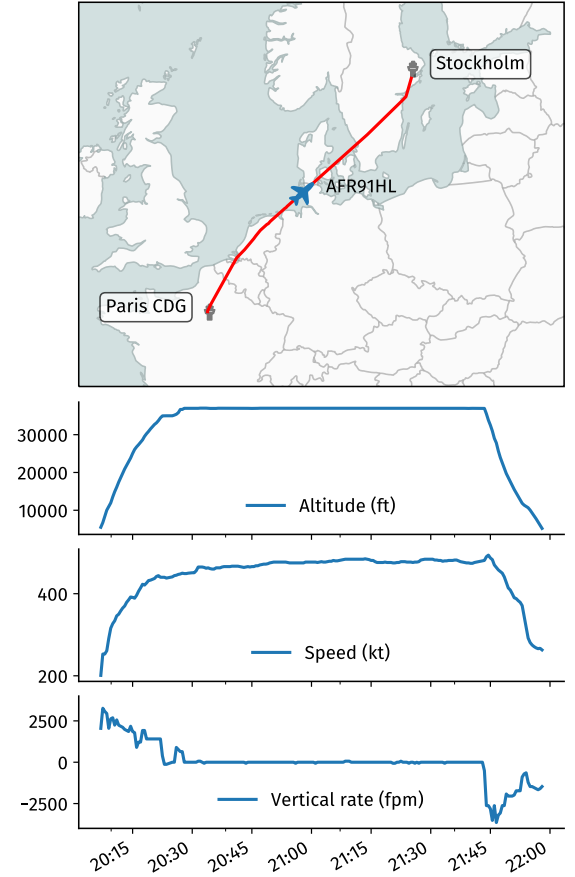 Stockholm
AFR91HL
Paris CDG
30000
20000
10000
Altitude (ft)
400
200
Speed (kt)
2500
0
−2500
Vertical rate (fpm)
20:15 20:30 20:45 21:00 21:15 21:30 21:45 22:00